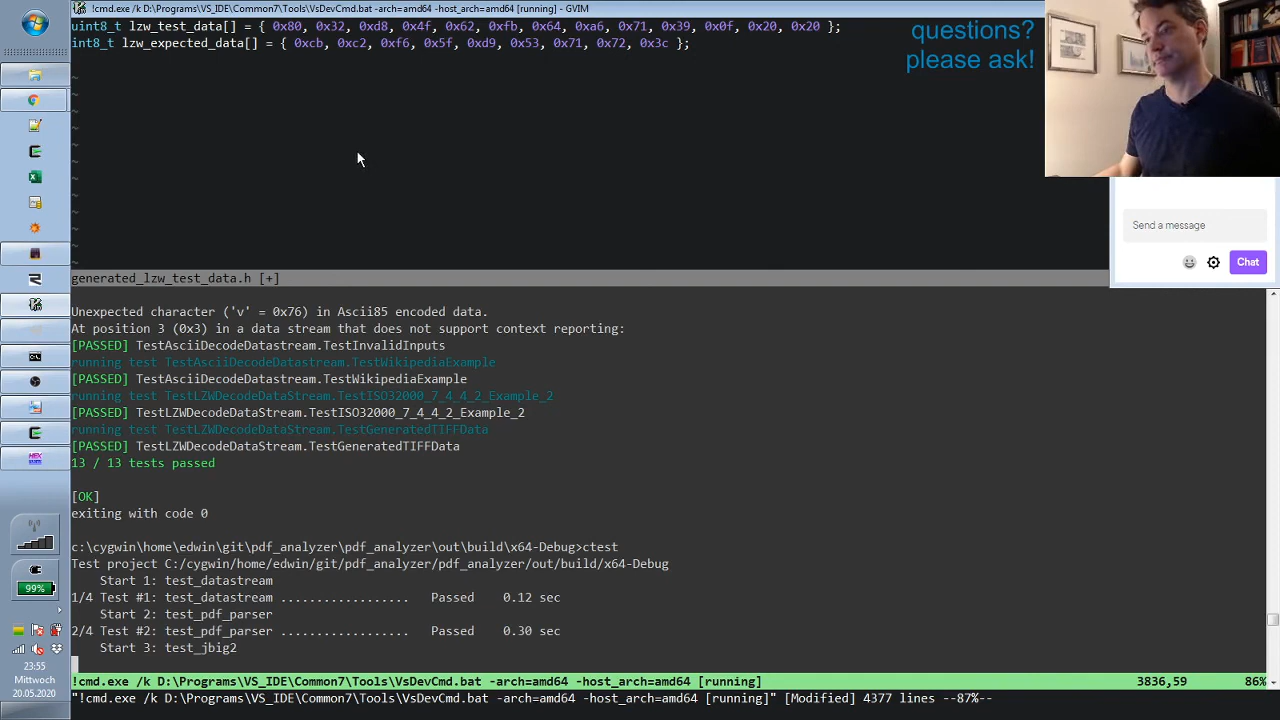 !cmd.exe /k D:\Programs\VS_IDE\Common7\Tools\VsDevCmd.bat -arch=amd64 -host_arch=amd64 [running] - GVIM
uint8_t lzw_test_data[] = { 0x80, 0x32, 0xd8, 0x4f, 0x62, 0xfb, 0x64, 0xa6, 0x71, 0x39, 0x0f, 0x20, 0x20 };
int8_t lzw_expected_data[] = { 0xcb, 0xc2, 0xf6, 0x5f, 0xd9, 0x53, 0x71, 0x72, 0x3c };
questions?
please ask!
~
~
~
~
~
~
~
~
~
~
~
Send a message
Chat
generated_lzw_test_data.h [+]
Unexpected character ('v' = 0x76) in Ascii85 encoded data.
At position 3 (0x3) in a data stream that does not support context reporting:
[PASSED] TestAsciiDecodeDatastream.TestInvalidInputs
running test TestAsciiDecodeDatastream.TestWikipediaExample
[PASSED] TestAsciiDecodeDatastream.TestWikipediaExample
running test TestLZWDecodeDataStream.TestISO32000_7_4_4_2_Example_2
[PASSED] TestLZWDecodeDataStream.TestISO32000_7_4_4_2_Example_2
running test TestLZWDecodeDataStream.TestGeneratedTIFFData
[PASSED] TestLZWDecodeDataStream.TestGeneratedTIFFData
13 / 13 tests passed
[OK]
exiting with code 0
c:\cygwin\home\edwin\git\pdf_analyzer\pdf_analyzer\out\build\x64-Debug>ctest
Test project C:/cygwin/home/edwin/git/pdf_analyzer/pdf_analyzer/out/build/x64-Debug
Start 1: test_datastream
1/4 Test #1: test_datastream .................. Passed 0.12 sec
Start 2: test_pdf_parser
2/4 Test #2: test_pdf_parser .................. Passed 0.30 sec
Start 3: test_jbig2
!cmd.exe /k D:\Programs\VS_IDE\Common7\Tools\VsDevCmd.bat -arch=amd64 -host_arch=amd64 [running] 3836,59 86%
"!cmd.exe /k D:\Programs\VS_IDE\Common7\Tools\VsDevCmd.bat -arch=amd64 -host_arch=amd64 [running]" [Modified] 4377 lines --87%--
99%
23:55
Mittwoch
20.05.2020